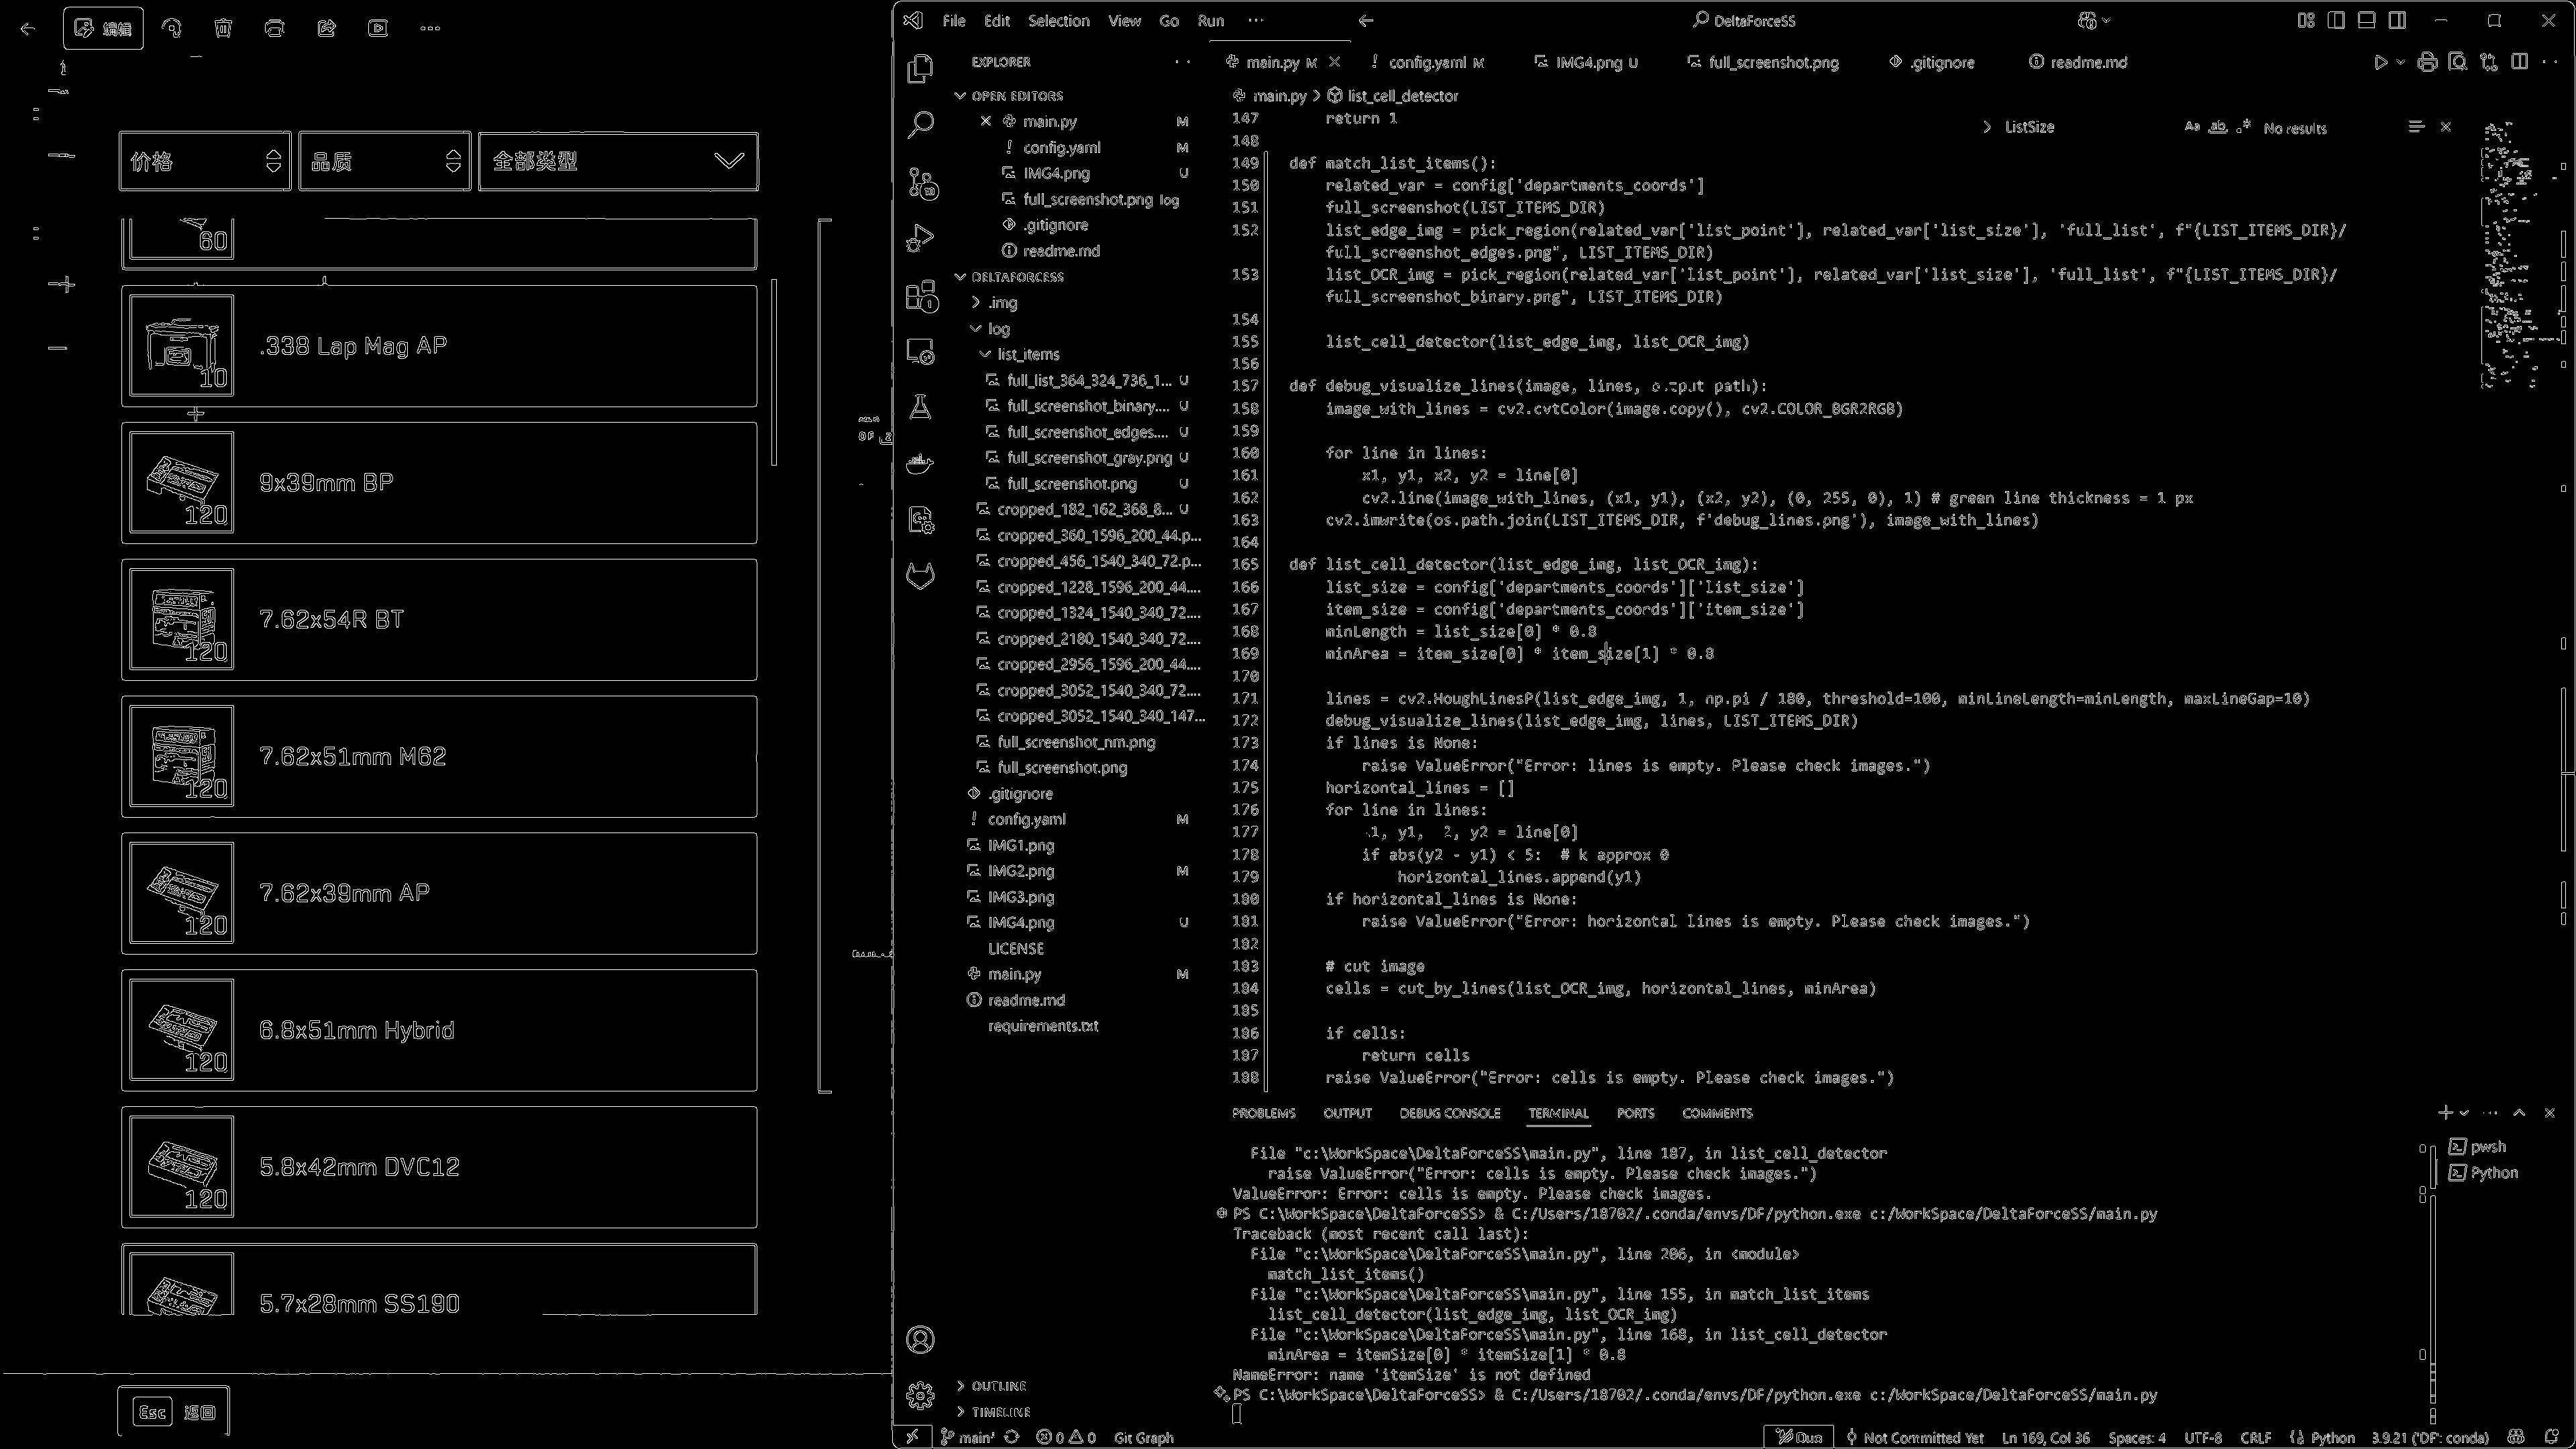 编辑
价格
品质
全部类型
60
.338 Lap Mag AP
10
9x39mm BP
120
7.62x54R BT
120
7.62x51mm M62
120
7.62x39mm AP
120
6.8x51mm Hybrid
120
5.8x42mm DVC12
120
5.7x28mm SS190
Esc 返回
File Edit Selection View Go Run ···
DeltaForceSS
EXPLORER
OPEN EDITORS
main.py M
config.yaml M
IMG4.png U
full_screenshot.png log
.gitignore
readme.md
DELTAFORCESS
.img
log
list_items
full_list_364_324_736_1... U
full_screenshot_binary.... U
full_screenshot_edges.... U
full_screenshot_gray.png U
full_screenshot.png U
cropped_182_162_368_8... U
cropped_360_1596_200_44.p...
cropped_456_1540_340_72.p...
cropped_1228_1596_200_44....
cropped_1324_1540_340_72....
cropped_2180_1540_340_72....
cropped_2956_1596_200_44....
cropped_3052_1540_340_72....
cropped_3052_1540_340_147...
full_screenshot_nm.png
full_screenshot.png
.gitignore
config.yaml M
IMG1.png
IMG2.png M
IMG3.png
IMG4.png U
LICENSE
main.py M
readme.md
requirements.txt
OUTLINE
TIMELINE
main.py M config.yaml M IMG4.png U full_screenshot.png .gitignore readme.md
main.py > list_cell_detector
ListSize Aa ab .* No results
147 return 1
148
149 def match_list_items():
150 related_var = config['departments_coords']
151 full_screenshot(LIST_ITEMS_DIR)
152 list_edge_img = pick_region(related_var['list_point'], related_var['list_size'], 'full_list', f"{LIST_ITEMS_DIR}/
full_screenshot_edges.png", LIST_ITEMS_DIR)
153 list_OCR_img = pick_region(related_var['list_point'], related_var['list_size'], 'full_list', f"{LIST_ITEMS_DIR}/
full_screenshot_binary.png", LIST_ITEMS_DIR)
154
155 list_cell_detector(list_edge_img, list_OCR_img)
156
157 def debug_visualize_lines(image, lines, output path):
158 image_with_lines = cv2.cvtColor(image.copy(), cv2.COLOR_BGR2RGB)
159
160 for line in lines:
161 x1, y1, x2, y2 = line[0]
162 cv2.line(image_with_lines, (x1, y1), (x2, y2), (0, 255, 0), 1) # green line thickness = 1 px
163 cv2.imwrite(os.path.join(LIST_ITEMS_DIR, f'debug_lines.png'), image_with_lines)
164
165 def list_cell_detector(list_edge_img, list_OCR_img):
166 list_size = config['departments_coords']['list_size']
167 item_size = config['departments_coords']['item_size']
168 minLength = list_size[0] * 0.8
169 minArea = item_size[0] * item_size[1] * 0.8
170
171 lines = cv2.HoughLinesP(list_edge_img, 1, np.pi / 180, threshold=100, minLineLength=minLength, maxLineGap=10)
172 debug_visualize_lines(list_edge_img, lines, LIST_ITEMS_DIR)
173 if lines is None:
174 raise ValueError("Error: lines is empty. Please check images.")
175 horizontal_lines = []
176 for line in lines:
177 1, y1, 2, y2 = line[0]
178 if abs(y2 - y1) < 5: # k approx 0
179 horizontal_lines.append(y1)
180 if horizontal_lines is None:
181 raise ValueError("Error: horizontal lines is empty. Please check images.")
182
183 # cut image
184 cells = cut_by_lines(list_OCR_img, horizontal_lines, minArea)
185
186 if cells:
187 return cells
188 raise ValueError("Error: cells is empty. Please check images.")
PROBLEMS OUTPUT DEBUG CONSOLE TERMINAL PORTS COMMENTS
File "c:\WorkSpace\DeltaForceSS\main.py", line 187, in list_cell_detector
raise ValueError("Error: cells is empty. Please check images.")
ValueError: Error: cells is empty. Please check images.
PS C:\WorkSpace\DeltaForceSS> & C:/Users/18702/.conda/envs/DF/python.exe c:/WorkSpace/DeltaForceSS/main.py
Traceback (most recent call last):
File "c:\WorkSpace\DeltaForceSS\main.py", line 206, in <module>
match_list_items()
File "c:\WorkSpace\DeltaForceSS\main.py", line 155, in match_list_items
list_cell_detector(list_edge_img, list_OCR_img)
File "c:\WorkSpace\DeltaForceSS\main.py", line 168, in list_cell_detector
minArea = itemSize[0] * itemSize[1] * 0.8
NameError: name 'itemSize' is not defined
PS C:\WorkSpace\DeltaForceSS> & C:/Users/18702/.conda/envs/DF/python.exe c:/WorkSpace/DeltaForceSS/main.py
pwsh
Python
main* 0 0 Git Graph
Duo Not Committed Yet Ln 169, Col 36 Spaces: 4 UTF-8 CRLF Python 3.9.21 ('DF': conda)